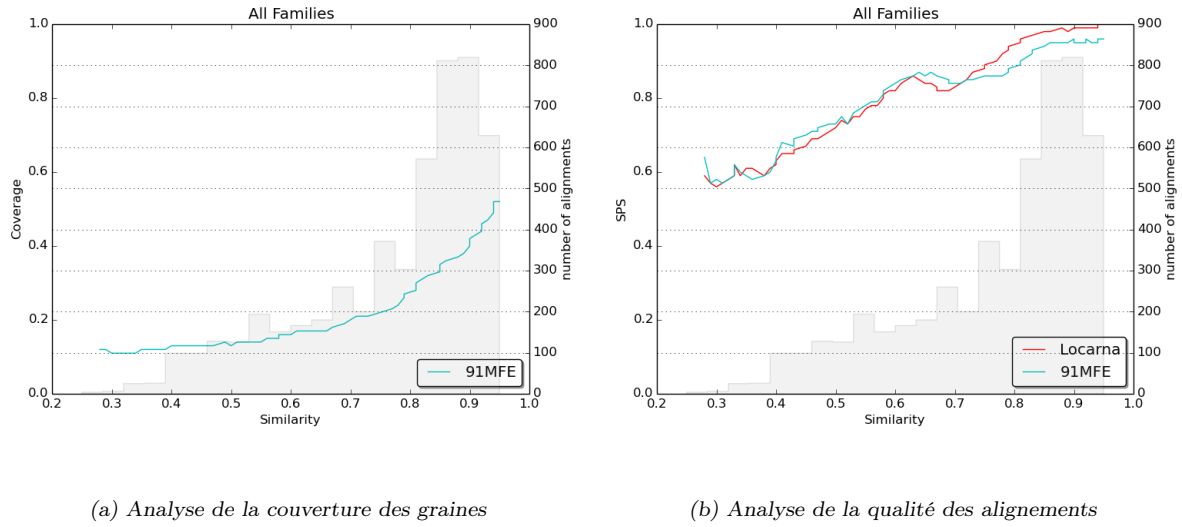 All Families
1.0
0.8
0.6
0.4
0.2
0.0
Coverage
900
800
700
600
500
400
300
200
100
0
number of alignments
91MFE
0.2 0.3 0.4 0.5 0.6 0.7 0.8 0.9 1.0
Similarity
(a) Analyse de la couverture des graines
All Families
1.0
0.8
0.6
0.4
0.2
0.0
SPS
900
800
700
600
500
400
300
200
100
0
number of alignments
Locarna
91MFE
0.2 0.3 0.4 0.5 0.6 0.7 0.8 0.9 1.0
Similarity
(b) Analyse de la qualité des alignements